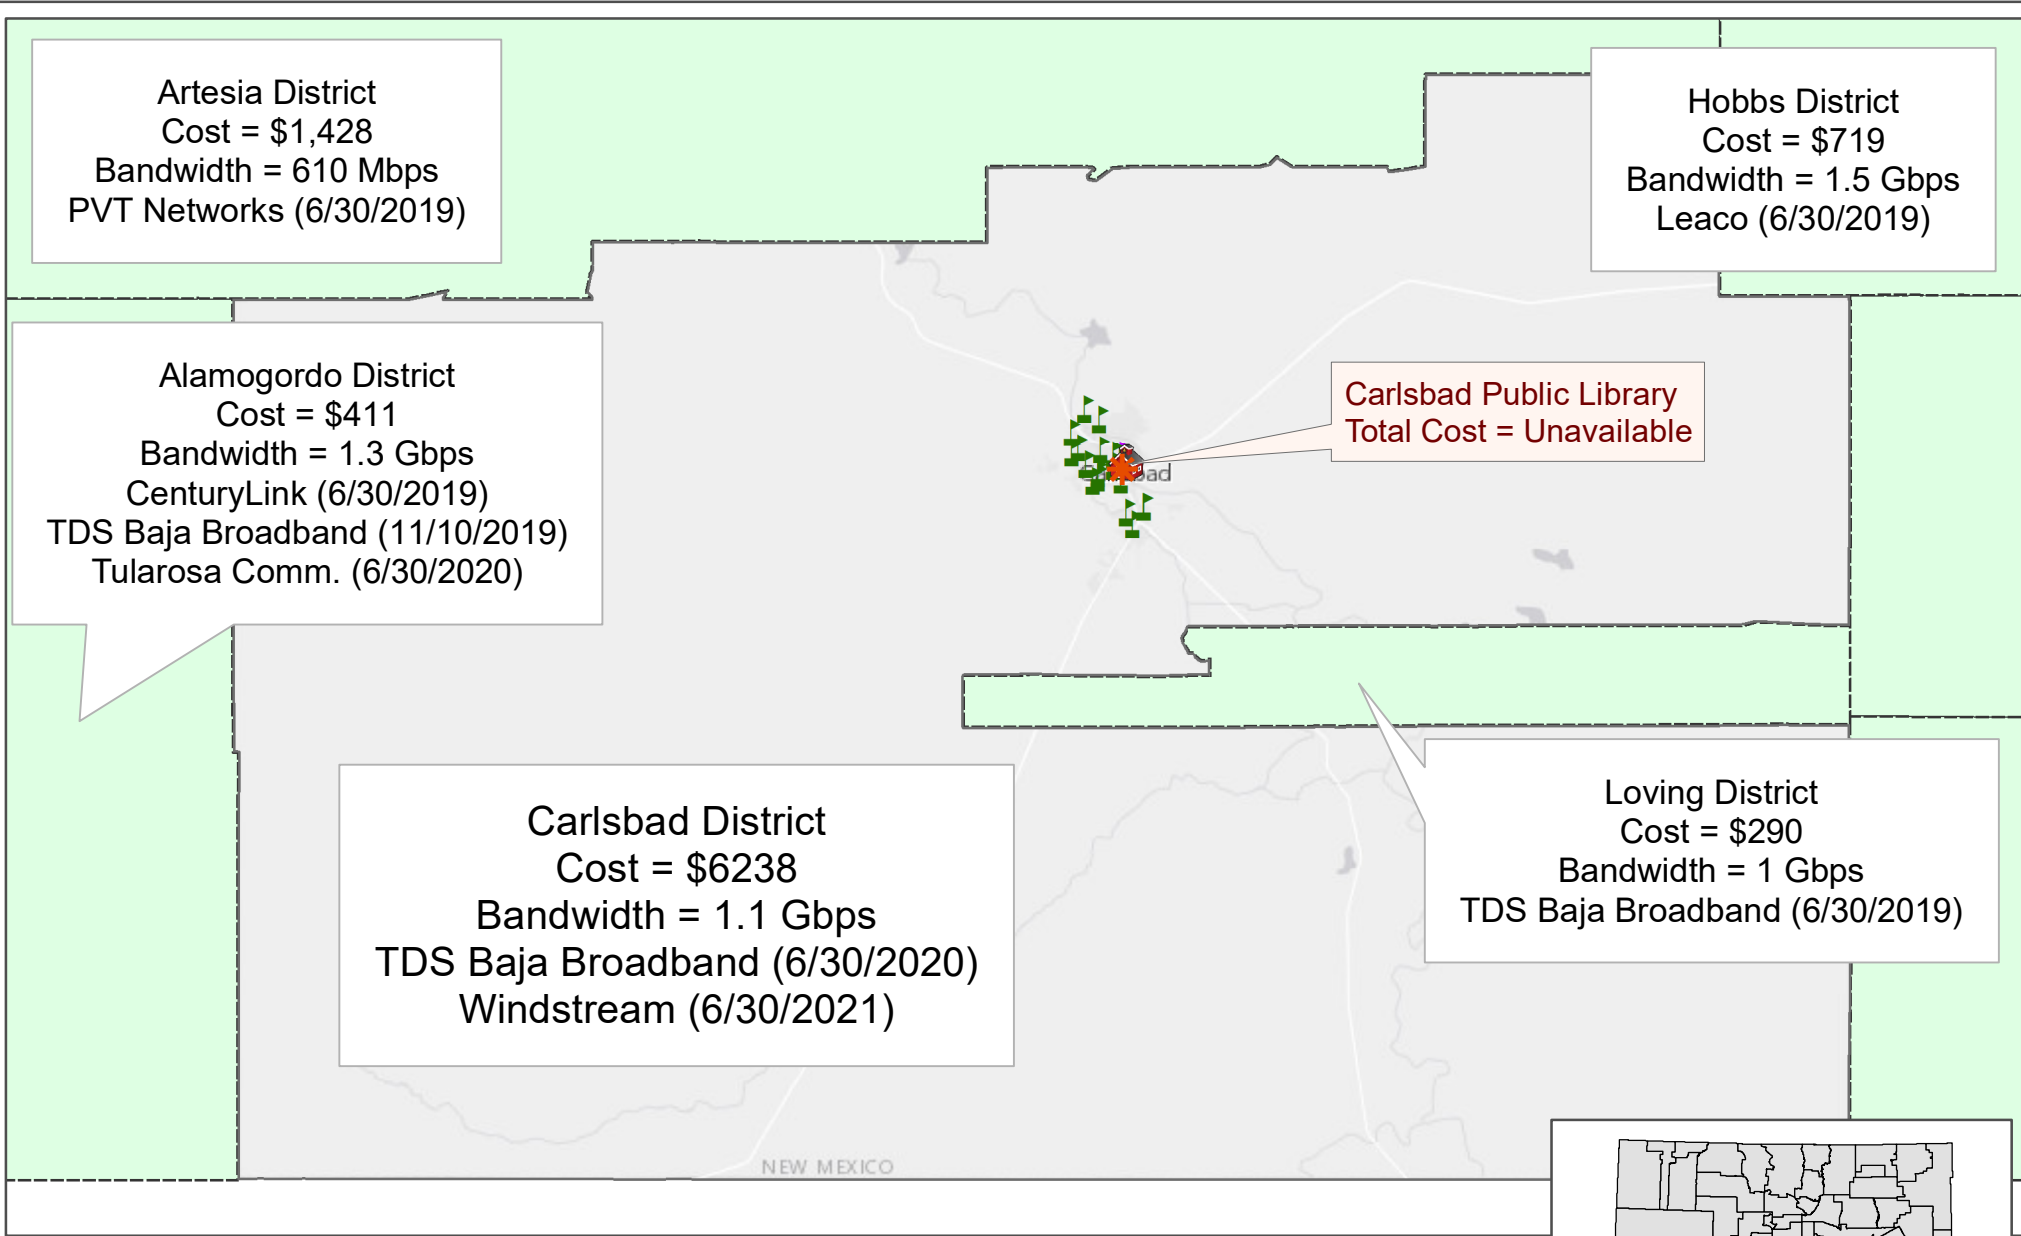 Artesia District
Cost = $1,428
Bandwidth = 610 Mbps
PVT Networks (6/30/2019)
Hobbs District
Cost = $719
Bandwidth = 1.5 Gbps
Leaco (6/30/2019)
Alamogordo District
Cost = $411
Bandwidth = 1.3 Gbps
CenturyLink (6/30/2019)
TDS Baja Broadband (11/10/2019)
Tularosa Comm. (6/30/2020)
Carlsbad Public Library
Total Cost = Unavailable
Carlsbad District
Cost = $6238
Bandwidth = 1.1 Gbps
TDS Baja Broadband (6/30/2020)
Windstream (6/30/2021)
Loving District
Cost = $290
Bandwidth = 1 Gbps
TDS Baja Broadband (6/30/2019)
NEW MEXICO